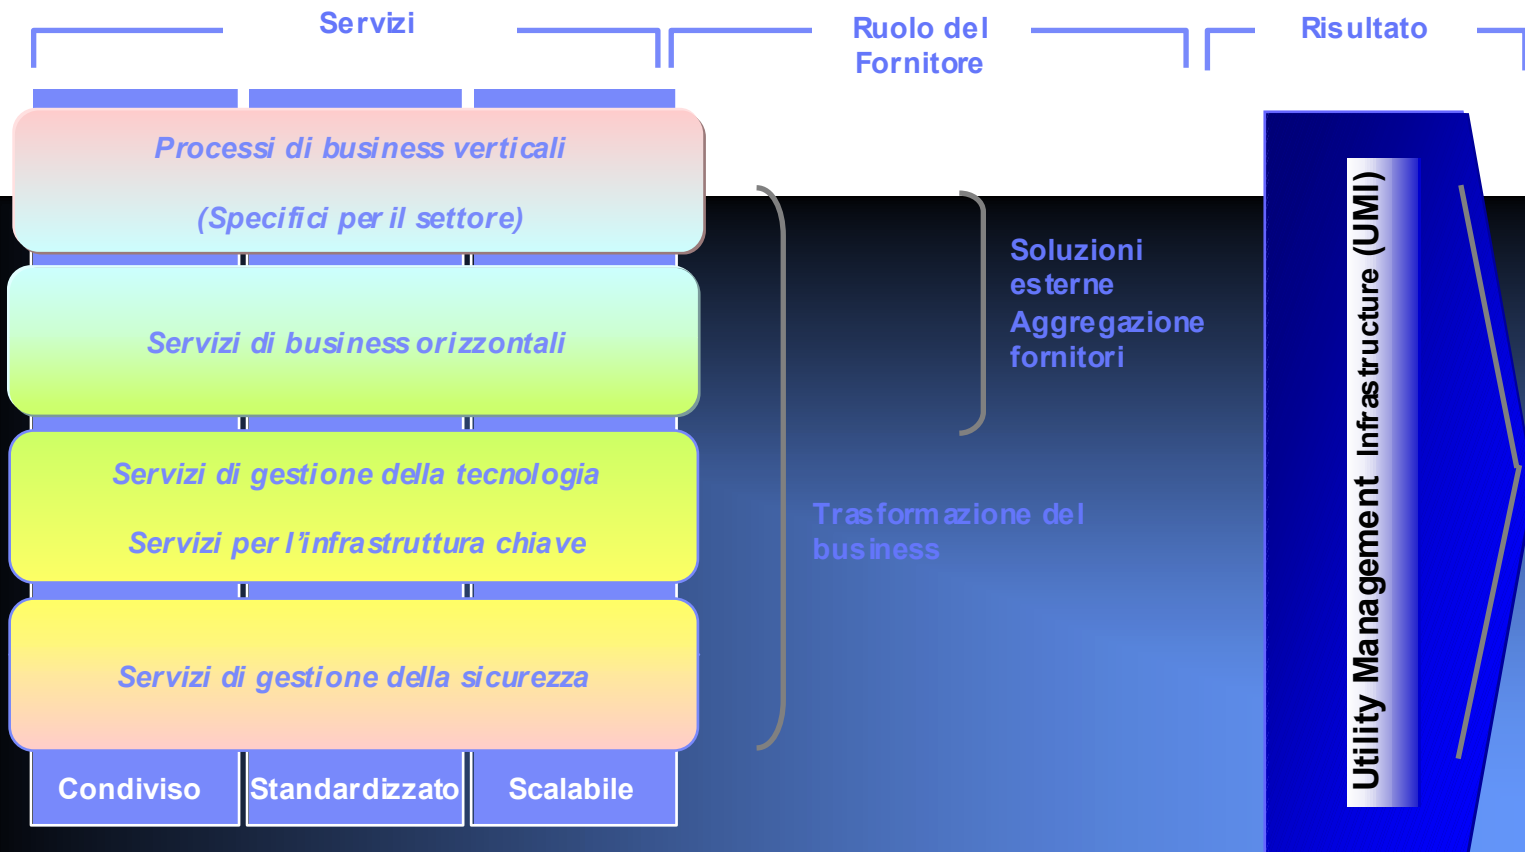 Servizi
Ruolo del
Fornitore
Risultato
Processi di business verticali
(Specifici per il settore)
Servizi di business orizzontali
Servizi di gestione della tecnologia
Servizi per l’infrastruttura chiave
Servizi di gestione della sicurezza
Condiviso
Standardizzato
Scalabile
Soluzioni
esterne
Aggregazione
fornitori
Trasformazione del
business
Utility Management Infrastructure (UMI)